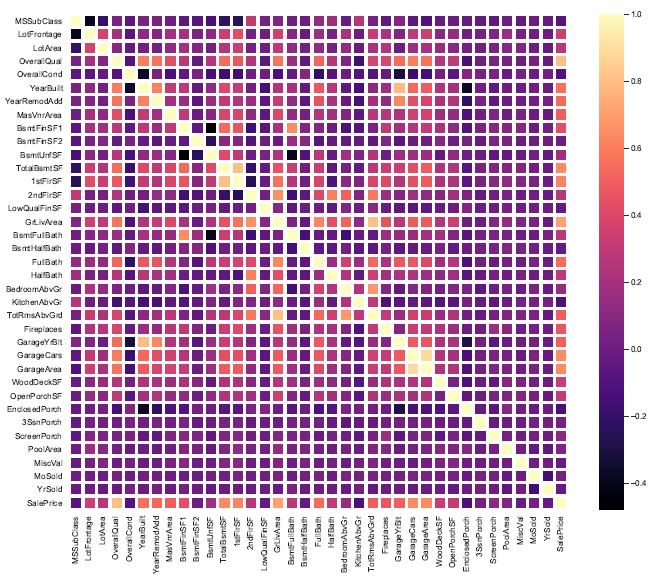 MSSubClass
LotFrontage
LotArea
OverallQual
OverallCond
YearBuilt
YearRemodAdd
MasVnrArea
BsmtFinSF1
BsmtFinSF2
BsmtUnfSF
TotalBsmtSF
1stFlrSF
2ndFlrSF
LowQualFinSF
GrLivArea
BsmtFullBath
BsmtHalfBath
FullBath
HalfBath
BedroomAbvGr
KitchenAbvGr
TotRmsAbvGrd
Fireplaces
GarageYrBlt
GarageCars
GarageArea
WoodDeckSF
OpenPorchSF
EnclosedPorch
3SsnPorch
ScreenPorch
PoolArea
MiscVal
MoSold
YrSold
SalePrice
MSSubClass
LotFrontage
LotArea
OverallQual
OverallCond
YearBuilt
YearRemodAdd
MasVnrArea
BsmtFinSF1
BsmtFinSF2
BsmtUnfSF
TotalBsmtSF
1stFlrSF
2ndFlrSF
LowQualFinSF
GrLivArea
BsmtFullBath
BsmtHalfBath
FullBath
HalfBath
BedroomAbvGr
KitchenAbvGr
TotRmsAbvGrd
Fireplaces
GarageYrBlt
GarageCars
GarageArea
WoodDeckSF
OpenPorchSF
EnclosedPorch
3SsnPorch
ScreenPorch
PoolArea
MiscVal
MoSold
YrSold
SalePrice
1.0
0.8
0.6
0.4
0.2
0.0
−0.2
−0.4